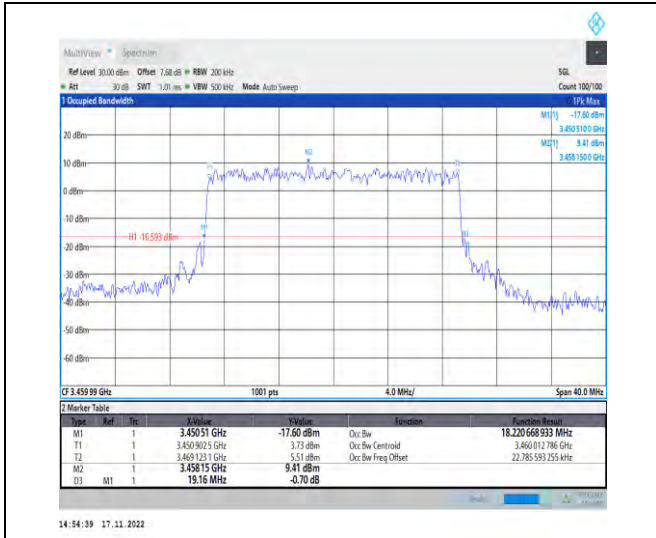 MultiView Spectrum
Ref Level 30.00 dBm Offset 7.68 dB RBW 200 kHz SGL
Att 30 dB SWT 1.01 ms VBW 500 kHz Mode Auto Sweep Count 100/100
1 Occupied Bandwidth 1Pk Max
M1[1] -17.60 dBm
3.450 510 0 GHz
M2[1] 9.41 dBm
3.458 150 0 GHz
20 dBm
M2
10 dBm
0 dBm
-10 dBm
M1
H1 -16.593 dBm
-20 dBm
-30 dBm
-40 dBm
-50 dBm
-60 dBm
CF 3.459 99 GHz 1001 pts 4.0 MHz/ Span 40.0 MHz
2 Marker Table
Type Ref Trc X-Value Y-Value Function Function Result
M1 1 3.450 51 GHz -17.60 dBm Occ Bw 18.220 668 933 MHz
T1 1 3.450 902 5 GHz 3.73 dBm Occ Bw Centroid 3.460 012 786 GHz
T2 1 3.469 123 1 GHz 5.51 dBm Occ Bw Freq Offset 22.785 593 255 kHz
M2 1 3.458 15 GHz 9.41 dBm
D3 M1 1 19.16 MHz -0.70 dB
14:54:39 17.11.2022